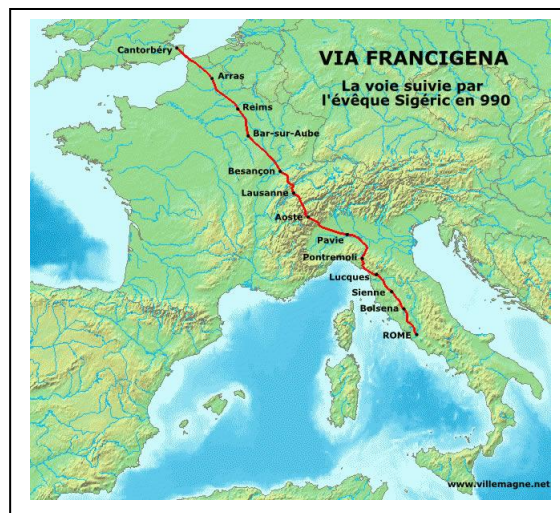 VIA FRANCIGENA
La voie suivie par
l'évêque Sigéric en 990
Cantorbéry
Arras
Reims
Bar-sur-Aube
Besançon
Lausanne
Aoste
Pavie
Pontremoli
Lucques
Sienne
Bolsena
ROME
www.villemagne.net